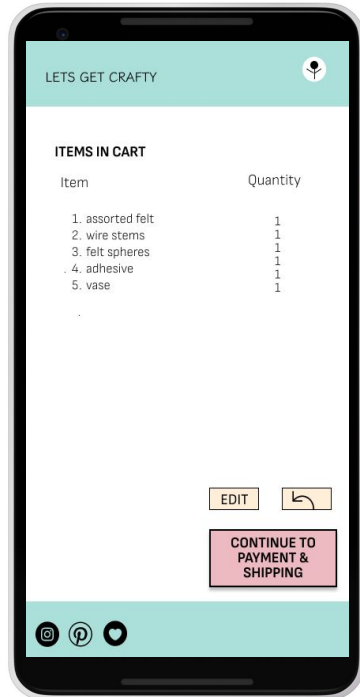 LETS GET CRAFTY
ITEMS IN CART
Item Quantity
1. assorted felt 1
2. wire stems 1
3. felt spheres 1
. 4. adhesive 1
5. vase 1
1
.
EDIT
CONTINUE TO
PAYMENT &
SHIPPING